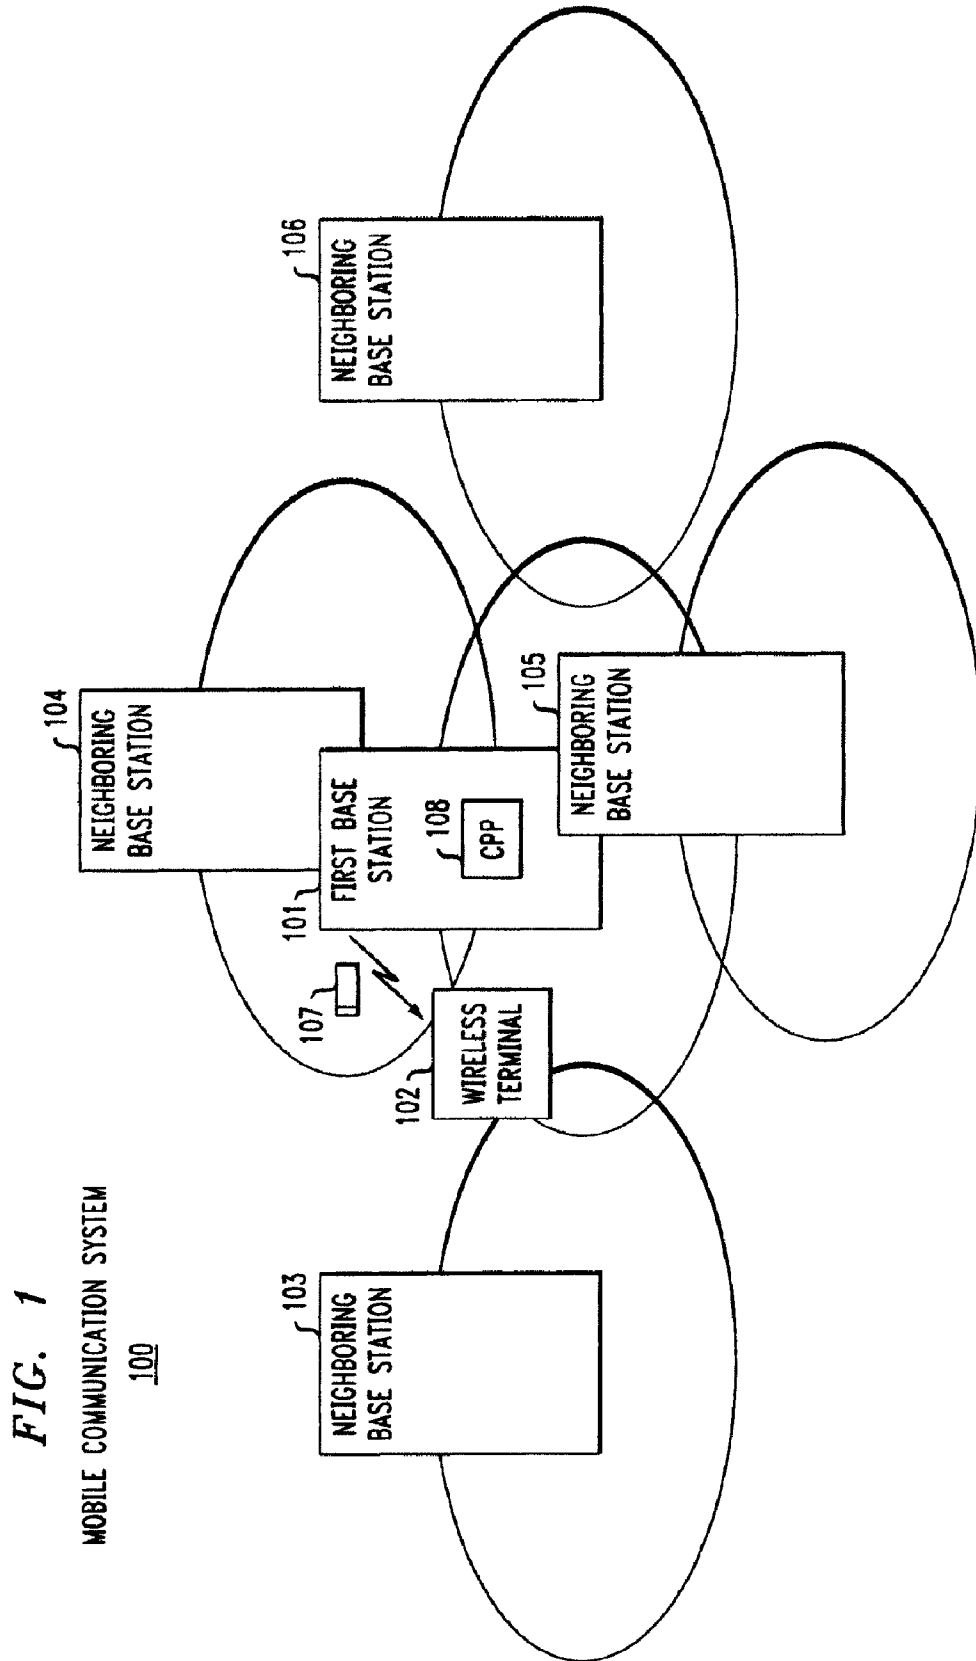 FIG. 1
MOBILE COMMUNICATION SYSTEM
100
NEIGHBORING
BASE STATION
103
107
102
WIRELESS
TERMINAL
NEIGHBORING
BASE STATION
104
101
FIRST BASE
STATION
108
CPP
105
NEIGHBORING
BASE STATION
NEIGHBORING
BASE STATION
106